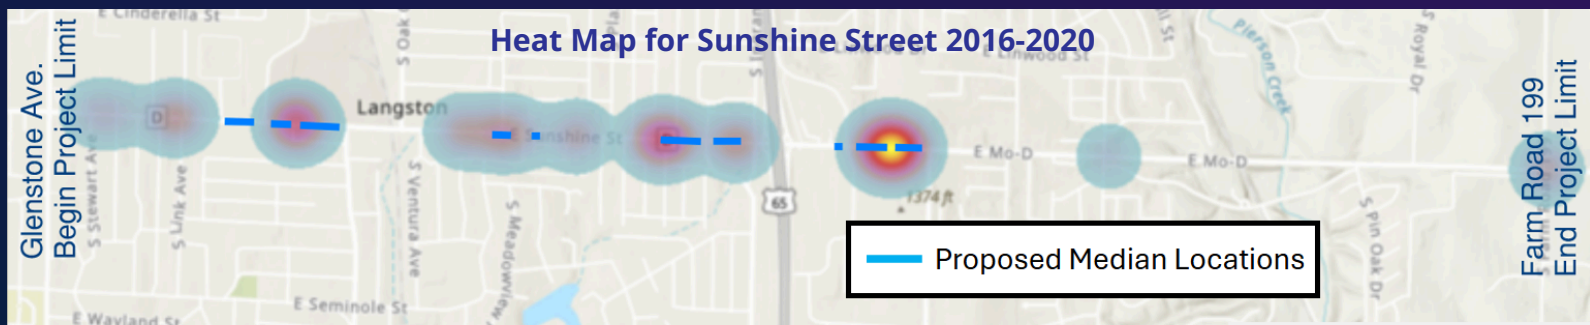 E Cinderella St
Heat Map for Sunshine Street 2016-2020
E Linwood St
Pierson Creek
S Royal Dr
Glenstone Ave.
Begin Project Limit
S Stewart Ave
D
S Link Ave
Langston
S Ventura Ave
E Sunshine St
S Meadowview
65
E Mo-D
E Mo-D
1374 ft
S Pin Oak Dr
Farm Road 199
End Project Limit
Proposed Median Locations
E Seminole St
E Wayland St